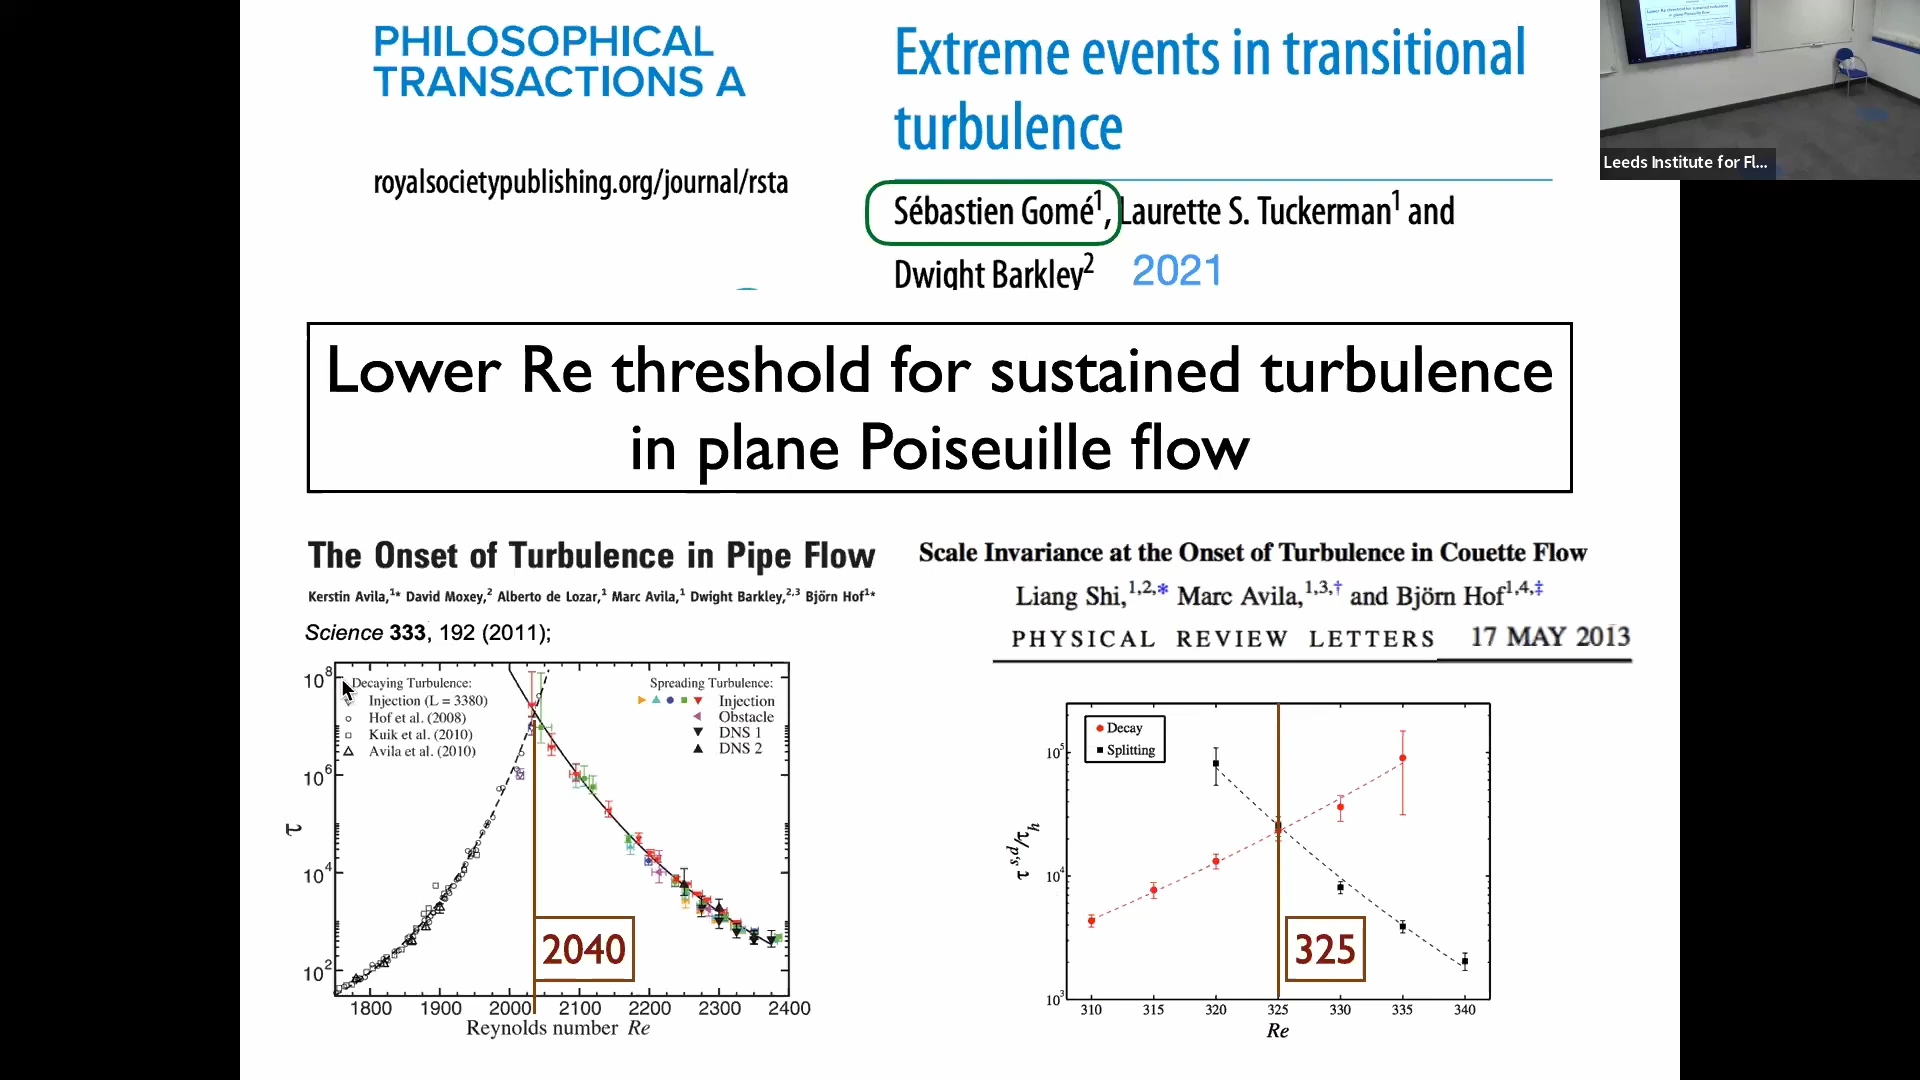 PHILOSOPHICAL
TRANSACTIONS A
royalsocietypublishing.org/journal/rsta
Extreme events in transitional
turbulence
Sébastien Gomé¹, Laurette S. Tuckerman¹ and
Dwight Barkley² 2021
Leeds Institute for Fl...
Lower Re threshold for sustained turbulence
in plane Poiseuille flow
The Onset of Turbulence in Pipe Flow
Kerstin Avila,¹* David Moxey,² Alberto de Lozar,¹ Marc Avila,¹ Dwight Barkley,²,³ Björn Hof¹*
Science 333, 192 (2011);
10⁸
10⁶
10⁴
10²
τ
Decaying Turbulence:
Injection (L = 3380)
Hof et al. (2008)
Kuik et al. (2010)
Avila et al. (2010)
Spreading Turbulence:
Injection
Obstacle
DNS 1
DNS 2
2040
1800 1900 2000 2100 2200 2300 2400
Reynolds number Re
Scale Invariance at the Onset of Turbulence in Couette Flow
Liang Shi,¹,²,* Marc Avila,¹,³,† and Björn Hof¹,⁴,‡
PHYSICAL REVIEW LETTERS 17 MAY 2013
Decay
Splitting
10⁵
10⁴
10³
τˢ,ᵈ/τₕ
325
310 315 320 325 330 335 340
Re